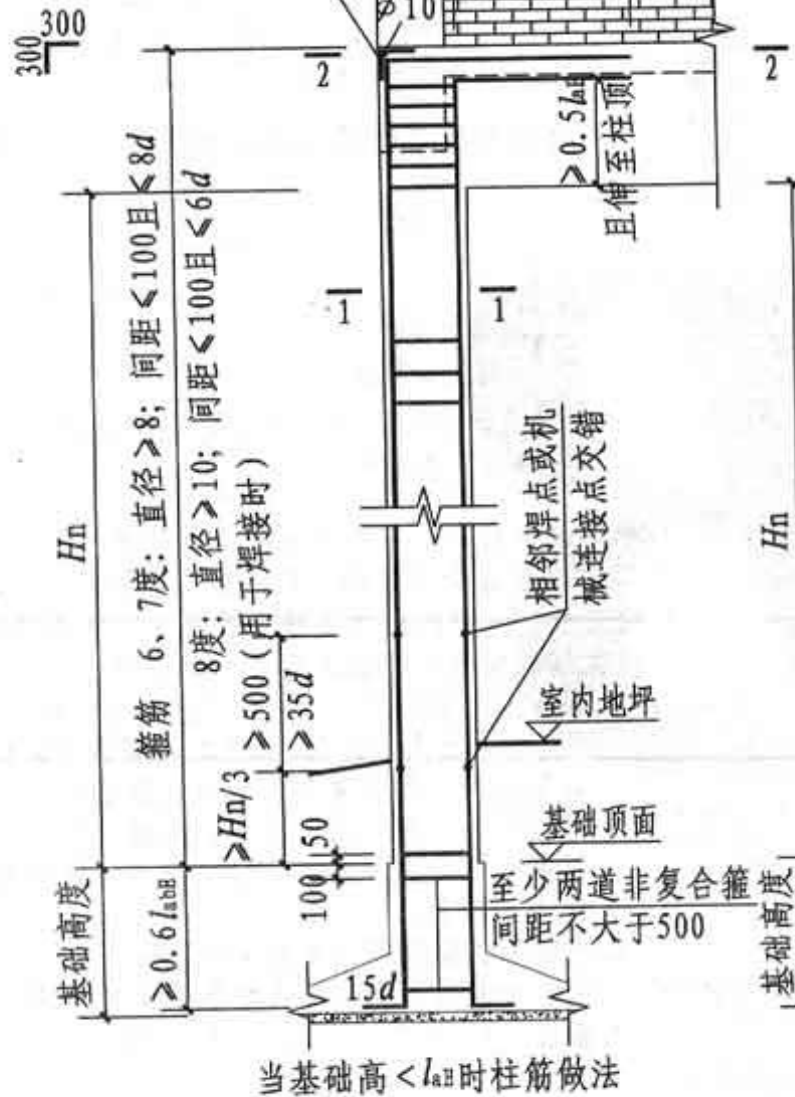 300
300
φ10
2
2
≥0.5laE
且伸至柱顶
1
1
Hn
箍筋 6、7度：直径≥8；间距≤100且≤8d
8度：直径≥10；间距≤100且≤6d
≥500（用于焊接时）
≥35d
≥Hn/3
50
100
相邻焊点或机
械连接点交错
Hn
室内地坪
基础顶面
至少两道非复合箍
间距不大于500
基础高度
≥0.6labE
15d
基础高度
当基础高<laE时柱筋做法